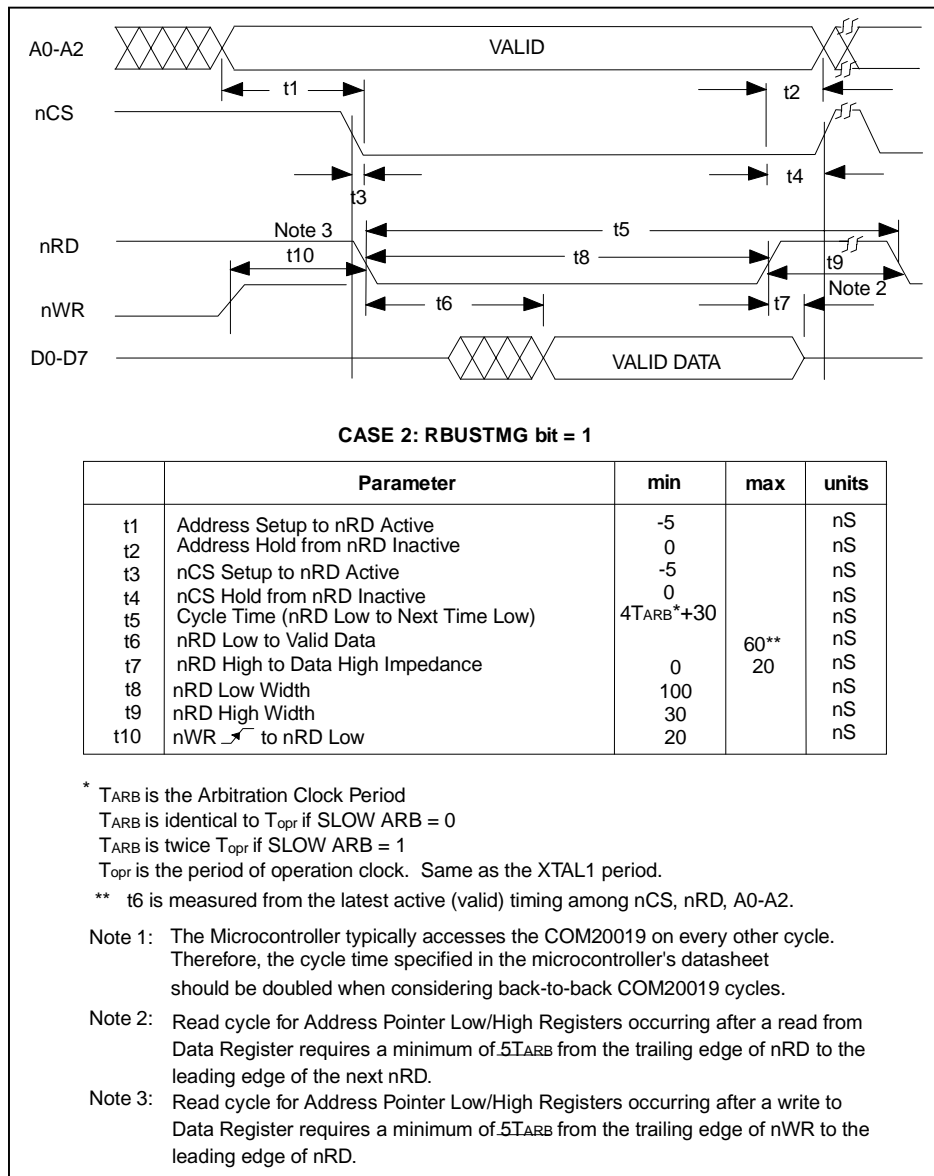 A0-A2
VALID
t1
t2
nCS
t3
t4
Note 3
nRD
t5
t10
t8
t9
Note 2
nWR
t6
t7
D0-D7
VALID DATA
CASE 2: RBUSTMG bit = 1
Parameter min max units
t1 Address Setup to nRD Active -5 nS
t2 Address Hold from nRD Inactive 0 nS
t3 nCS Setup to nRD Active -5 nS
t4 nCS Hold from nRD Inactive 0 nS
t5 Cycle Time (nRD Low to Next Time Low) 4TARB*+30 nS
t6 nRD Low to Valid Data 60** nS
t7 nRD High to Data High Impedance 0 20 nS
t8 nRD Low Width 100 nS
t9 nRD High Width 30 nS
t10 nWR to nRD Low 20 nS
* TARB is the Arbitration Clock Period
TARB is identical to Topr if SLOW ARB = 0
TARB is twice Topr if SLOW ARB = 1
Topr is the period of operation clock. Same as the XTAL1 period.
** t6 is measured from the latest active (valid) timing among nCS, nRD, A0-A2.
Note 1: The Microcontroller typically accesses the COM20019 on every other cycle.
Therefore, the cycle time specified in the microcontroller's datasheet
should be doubled when considering back-to-back COM20019 cycles.
Note 2: Read cycle for Address Pointer Low/High Registers occurring after a read from
Data Register requires a minimum of 5TARB from the trailing edge of nRD to the
leading edge of the next nRD.
Note 3: Read cycle for Address Pointer Low/High Registers occurring after a write to
Data Register requires a minimum of 5TARB from the trailing edge of nWR to the
leading edge of nRD.